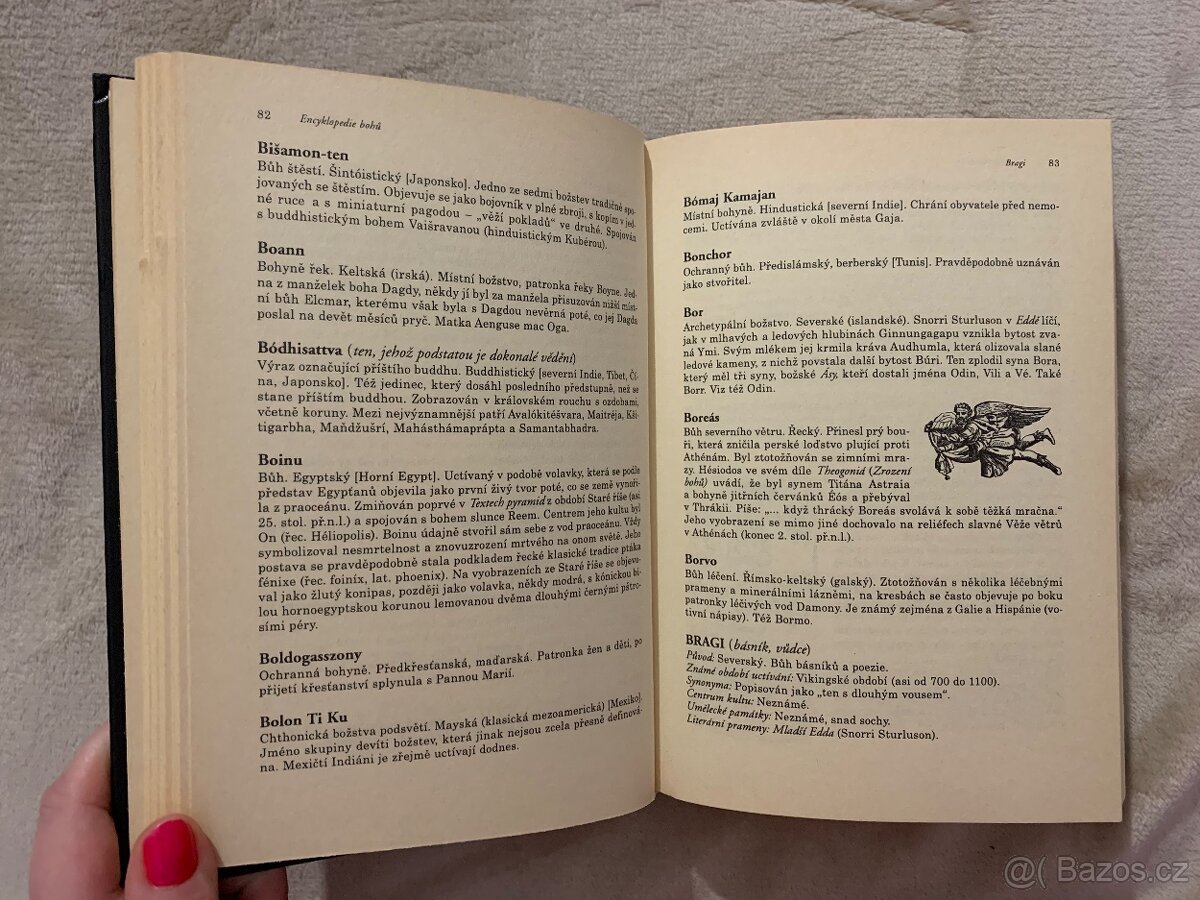 82 Encyklopedie bohů
Bišamon-ten
Bůh štěstí. Šintóistický [Japonsko]. Jedno ze sedmi božstev tradičně spo-
jovaných se štěstím. Objevuje se jako bojovník v plné zbroji, s kopím v jed-
né ruce a s miniaturní pagodou – „věží pokladů“ ve druhé. Spojován
s buddhistickým bohem Vaišravanou (hinduistickým Kubérou).
Boann
Bohyně řek. Keltská (irská). Místní božstvo, patronka řeky Boyne. Jed-
na z manželek boha Dagdy, někdy jí byl za manžela přisuzován nižší míst-
ní bůh Elcmar, kterému však byla s Dagdou nevěrná poté, co jej Dagda
poslal na devět měsíců pryč. Matka Aenguse mac Oga.
Bódhisattva (ten, jehož podstatou je dokonalé vědění)
Výraz označující příštího buddhu. Buddhistický [severní Indie, Tibet, Čí-
na, Japonsko]. Též jedinec, který dosáhl posledního předstupně, než se
stane příštím buddhou. Zobrazován v královském rouchu s ozdobami,
včetně koruny. Mezi nejvýznamnější patří Avalókitéšvara, Maitréja, Kši-
tigarbha, Maňdžušrí, Mahásthámaprápta a Samantabhadra.
Boinu
Bůh. Egyptský [Horní Egypt]. Uctívaný v podobě volavky, která se podle
představ Egypťanů objevila jako první živý tvor poté, co se země vynoři-
la z praoceánu. Zmiňován poprvé v Textech pyramid z období Staré říše (asi
25. stol. př.n.l.) a spojován s bohem slunce Reem. Centrem jeho kultu byl
On (řec. Héliopolis). Boinu údajně stvořil sám sebe z vod praoceánu. Vždy
symbolizoval nesmrtelnost a znovuzrození mrtvého na onom světě. Jeho
postava se pravděpodobně stala podkladem řecké klasické tradice ptáka
fénixe (řec. foiníx, lat. phoenix). Na vyobrazeních ze Staré říše se objevu-
val jako žlutý konipas, později jako volavka, někdy modrá, s kónickou bí-
lou hornoegyptskou korunou lemovanou dvěma dlouhými černými pštro-
sími péry.
Boldogasszony
Ochranná bohyně. Předkřesťanská, maďarská. Patronka žen a dětí, po
přijetí křesťanství splynula s Pannou Marií.
Bolon Ti Ku
Chthonická božstva podsvětí. Mayská (klasická mezoamerická) [Mexiko].
Jméno skupiny devíti božstev, která jinak nejsou zcela přesně definová-
na. Mexičtí Indiáni je zřejmě uctívají dodnes.
Bragi 83
Bómaj Kamajan
Místní bohyně. Hindustická [severní Indie]. Chrání obyvatele před nemo-
cemi. Uctívána zvláště v okolí města Gaja.
Bonchor
Ochranný bůh. Předislámský, berberský [Tunis]. Pravděpodobně uznáván
jako stvořitel.
Bor
Archetypální božstvo. Severské (islandské). Snorri Sturluson v Eddě líčí,
jak v mlhavých a ledových hlubinách Ginnungagapu vznikla bytost zva-
ná Ymi. Svým mlékem jej krmila kráva Audhumla, která olizovala slané
ledové kameny, z nichž povstala další bytost Búri. Ten zplodil syna Bora,
který měl tři syny, božské Ásy, kteří dostali jména Odin, Vili a Vé. Také
Borr. Viz též Odin.
Boreás
Bůh severního větru. Řecký. Přinesl prý bou-
ři, která zničila perské loďstvo plující proti
Athénám. Byl ztotožňován se zimními mra-
zy. Hésiodos ve svém díle Theogoniá (Zrození
bohů) uvádí, že byl synem Titána Astraia
a bohyně jitřních červánků Éós a přebýval
v Thrákii. Píše: „... když thrácký Boreás svolává k sobě těžká mračna.“
Jeho vyobrazení se mimo jiné dochovalo na reliéfech slavné Věže větrů
v Athénách (konec 2. stol. př.n.l.).
Borvo
Bůh léčení. Římsko-keltský (galský). Ztotožňován s několika léčebnými
prameny a minerálními lázněmi, na kresbách se často objevuje po boku
patronky léčivých vod Damony. Je známý zejména z Galie a Hispánie (vo-
tivní nápisy). Též Bormo.
BRAGI (básník, vůdce)
Původ: Severský. Bůh básníků a poezie.
Známé období uctívání: Vikingské období (asi od 700 do 1100).
Synonyma: Popisován jako „ten s dlouhým vousem“.
Centrum kultu: Neznámé.
Umělecké památky: Neznámé, snad sochy.
Literární prameny: Mladší Edda (Snorri Sturluson).
@( Bazos.cz